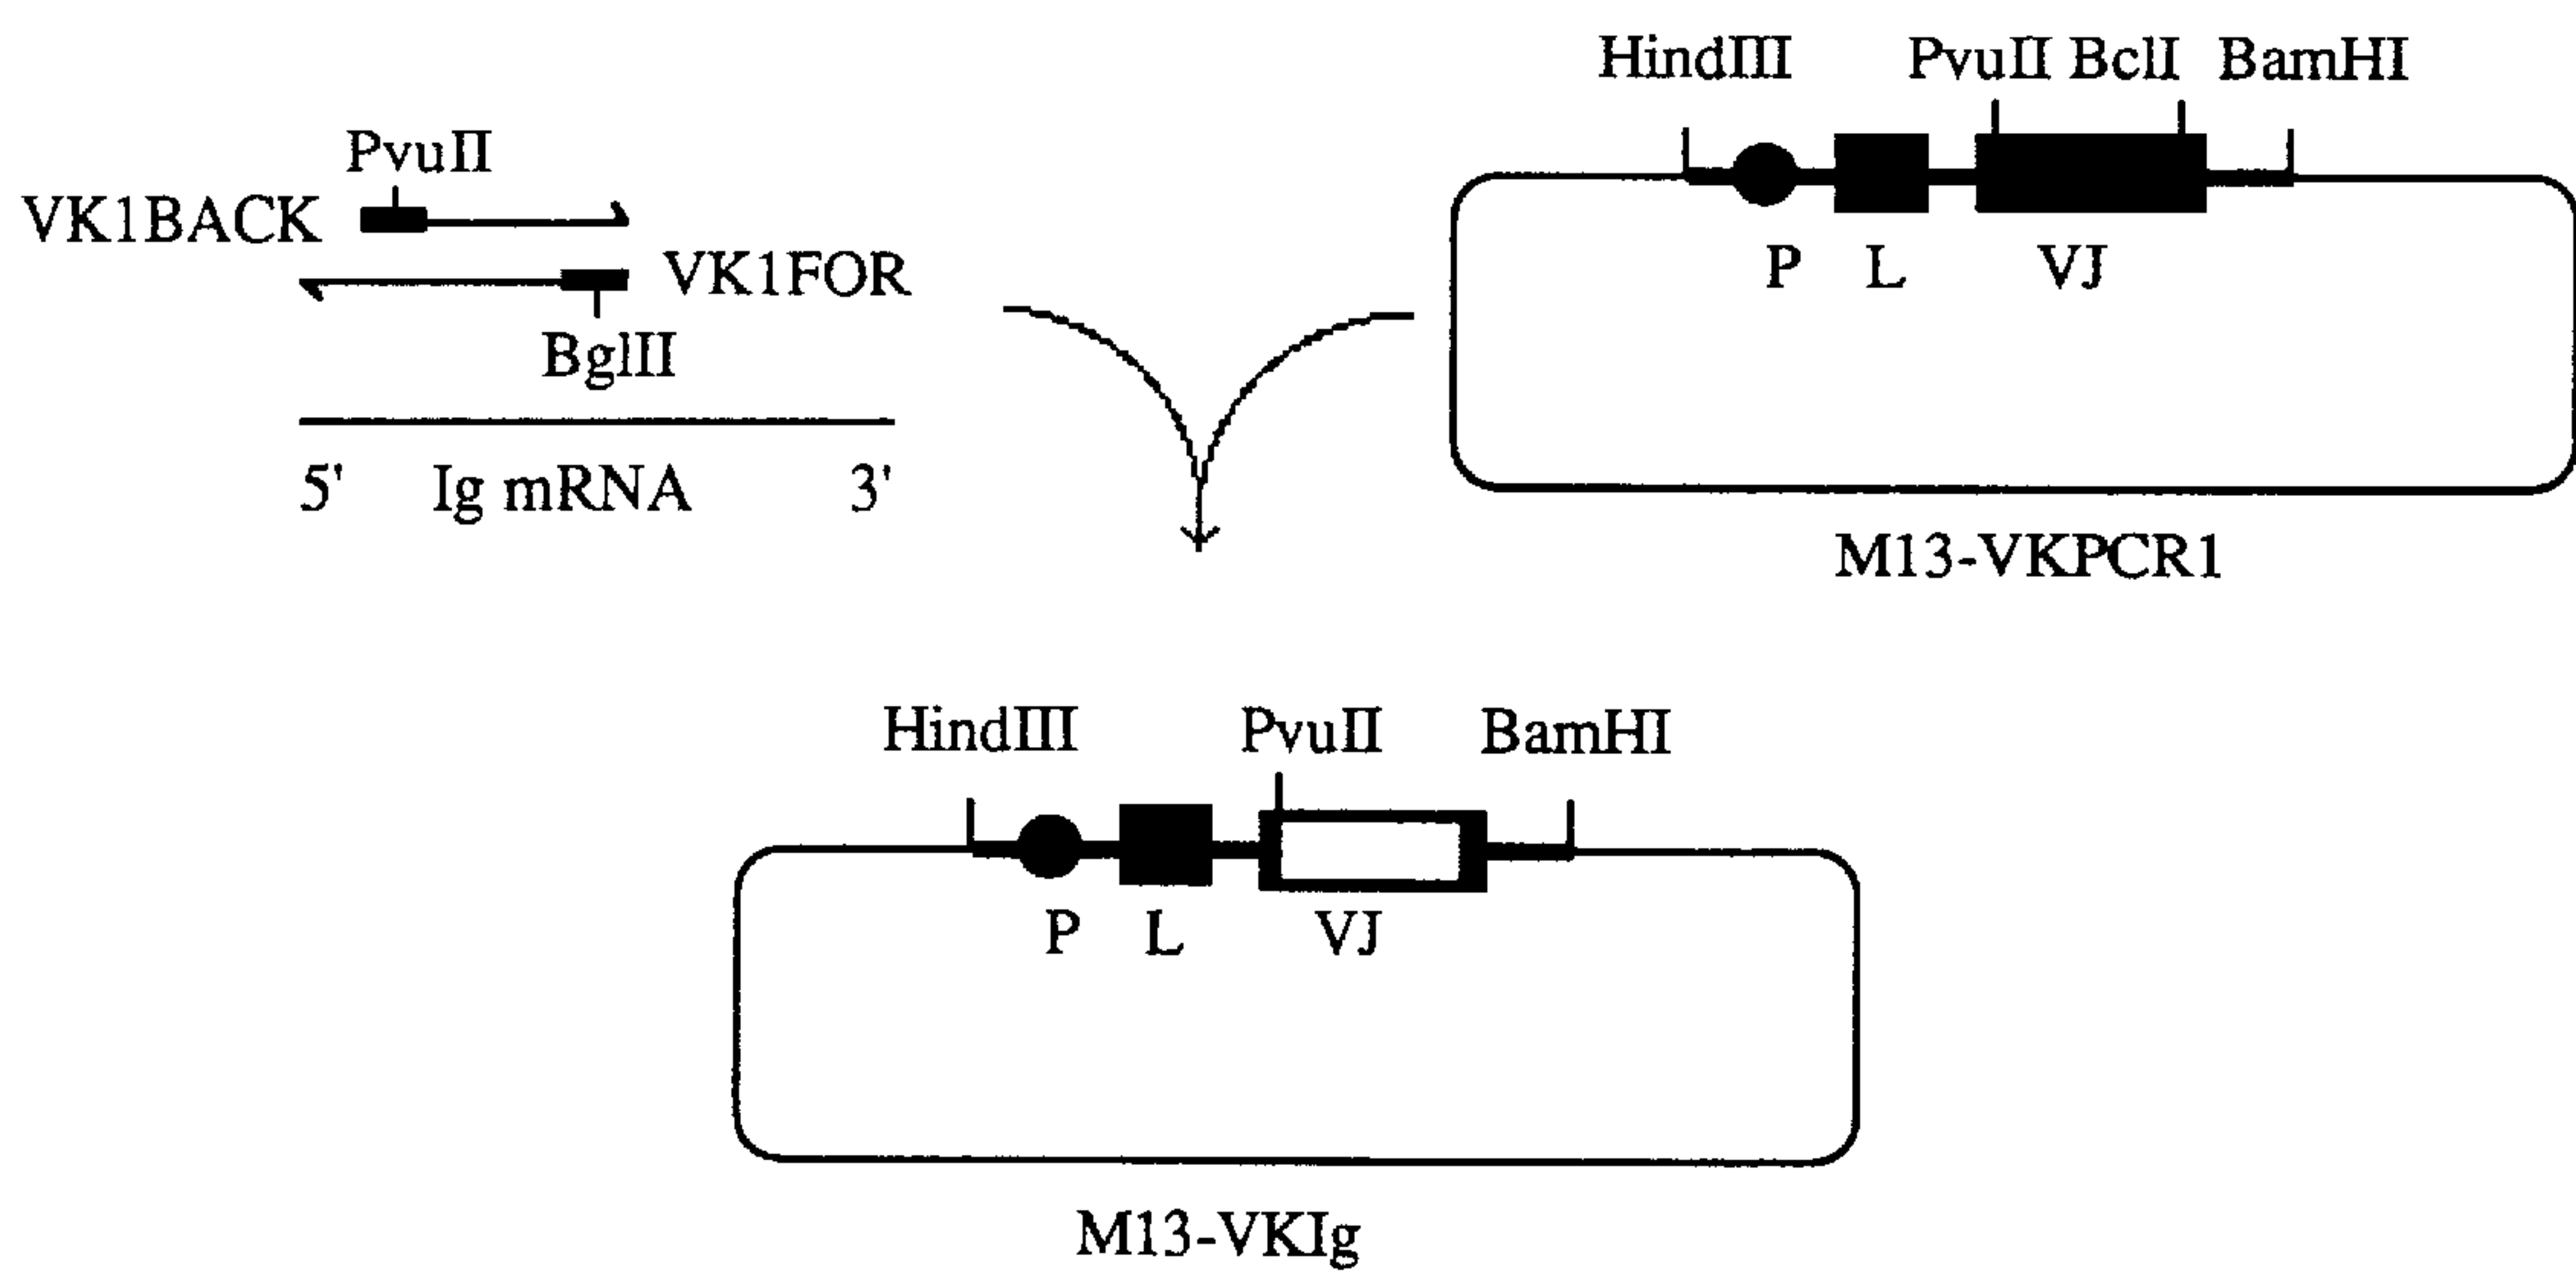 PvuII
VK1BACK
VK1FOR
BglII
5' Ig mRNA 3'
HindIII PvuII BclI BamHI
P L VJ
M13-VKPCR1
HindIII PvuII BamHI
P L VJ
M13-VKIg